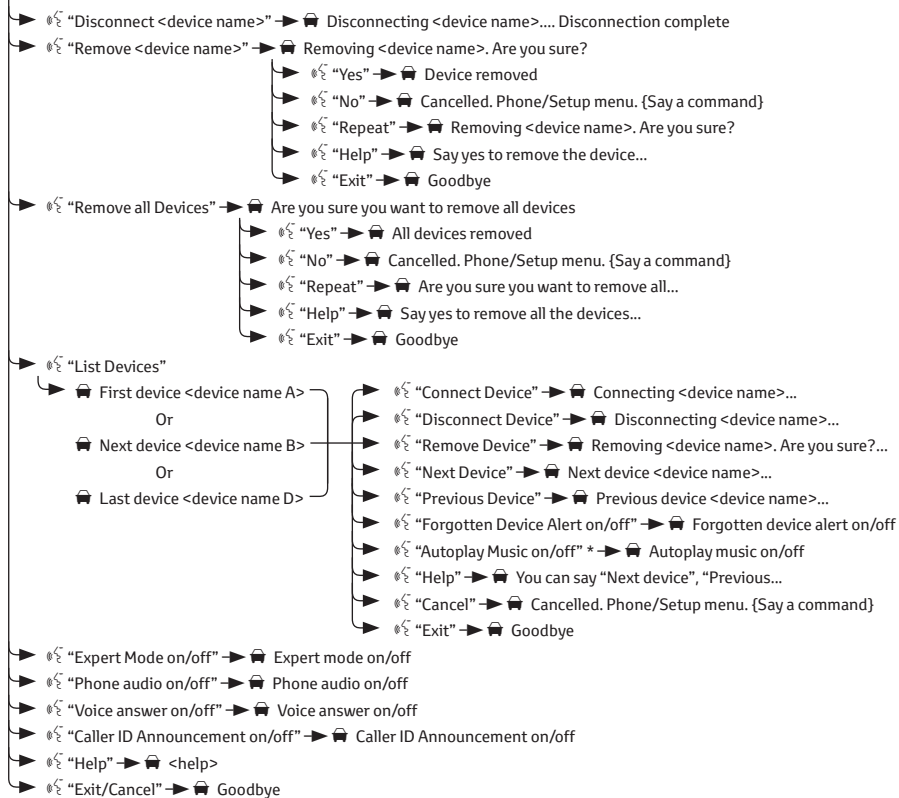 “Disconnect <device name>” Disconnecting <device name>.... Disconnection complete
“Remove <device name>” Removing <device name>. Are you sure?
“Yes” Device removed
“No” Cancelled. Phone/Setup menu. {Say a command}
“Repeat” Removing <device name>. Are you sure?
“Help” Say yes to remove the device...
“Exit” Goodbye
“Remove all Devices” Are you sure you want to remove all devices
“Yes” All devices removed
“No” Cancelled. Phone/Setup menu. {Say a command}
“Repeat” Are you sure you want to remove all...
“Help” Say yes to remove all the devices...
“Exit” Goodbye
“List Devices”
First device <device name A>
Or
Next device <device name B>
Or
Last device <device name D>
“Connect Device” Connecting <device name>...
“Disconnect Device” Disconnecting <device name>...
“Remove Device” Removing <device name>. Are you sure?...
“Next Device” Next device <device name>...
“Previous Device” Previous device <device name>...
“Forgotten Device Alert on/off” Forgotten device alert on/off
“Autoplay Music on/off” * Autoplay music on/off
“Help” You can say “Next device”, “Previous...
“Cancel” Cancelled. Phone/Setup menu. {Say a command}
“Exit” Goodbye
“Expert Mode on/off” Expert mode on/off
“Phone audio on/off” Phone audio on/off
“Voice answer on/off” Voice answer on/off
“Caller ID Announcement on/off” Caller ID Announcement on/off
“Help” <help>
“Exit/Cancel” Goodbye